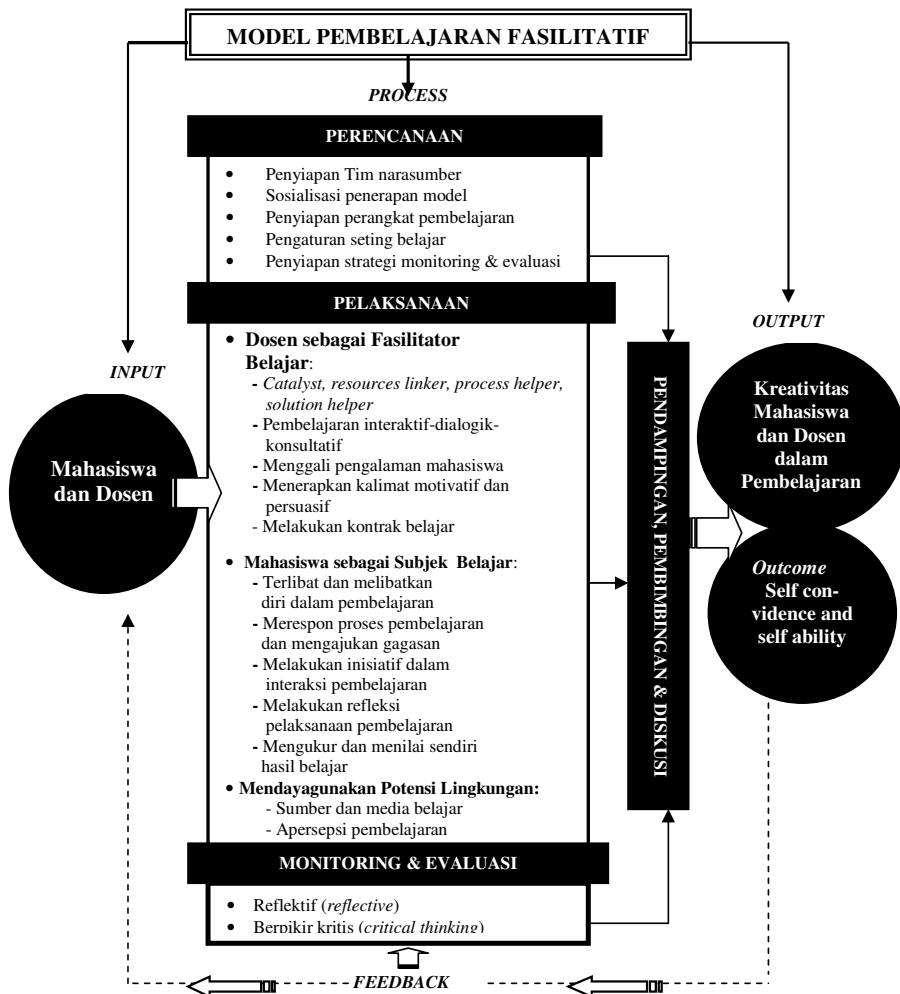 MODEL PEMBELAJARAN FASILITATIF
PROCESS
PERENCANAAN
• Penyiapan Tim narasumber
• Sosialisasi penerapan model
• Penyiapan perangkat pembelajaran
• Pengaturan seting belajar
• Penyiapan strategi monitoring & evaluasi
PELAKSANAAN
• Dosen sebagai Fasilitator
Belajar:
- Catalyst, resources linker, process helper,
solution helper
- Pembelajaran interaktif-dialogik-
konsultatif
- Menggali pengalaman mahasiswa
- Menerapkan kalimat motivatif dan
persuasif
- Melakukan kontrak belajar
• Mahasiswa sebagai Subjek Belajar:
- Terlibat dan melibatkan
diri dalam pembelajaran
- Merespon proses pembelajaran
dan mengajukan gagasan
- Melakukan inisiatif dalam
interaksi pembelajaran
- Melakukan refleksi
pelaksanaan pembelajaran
- Mengukur dan menilai sendiri
hasil belajar
• Mendayagunakan Potensi Lingkungan:
- Sumber dan media belajar
- Apersepsi pembelajaran
MONITORING & EVALUASI
• Reflektif (reflective)
• Berpikir kritis (critical thinking)
INPUT
Mahasiswa
dan Dosen
PENDAMPINGAN, PEMBIMBINGAN & DISKUSI
OUTPUT
Kreativitas
Mahasiswa
dan Dosen
dalam
Pembelajaran
Outcome
Self con-
vidence and
self ability
FEEDBACK